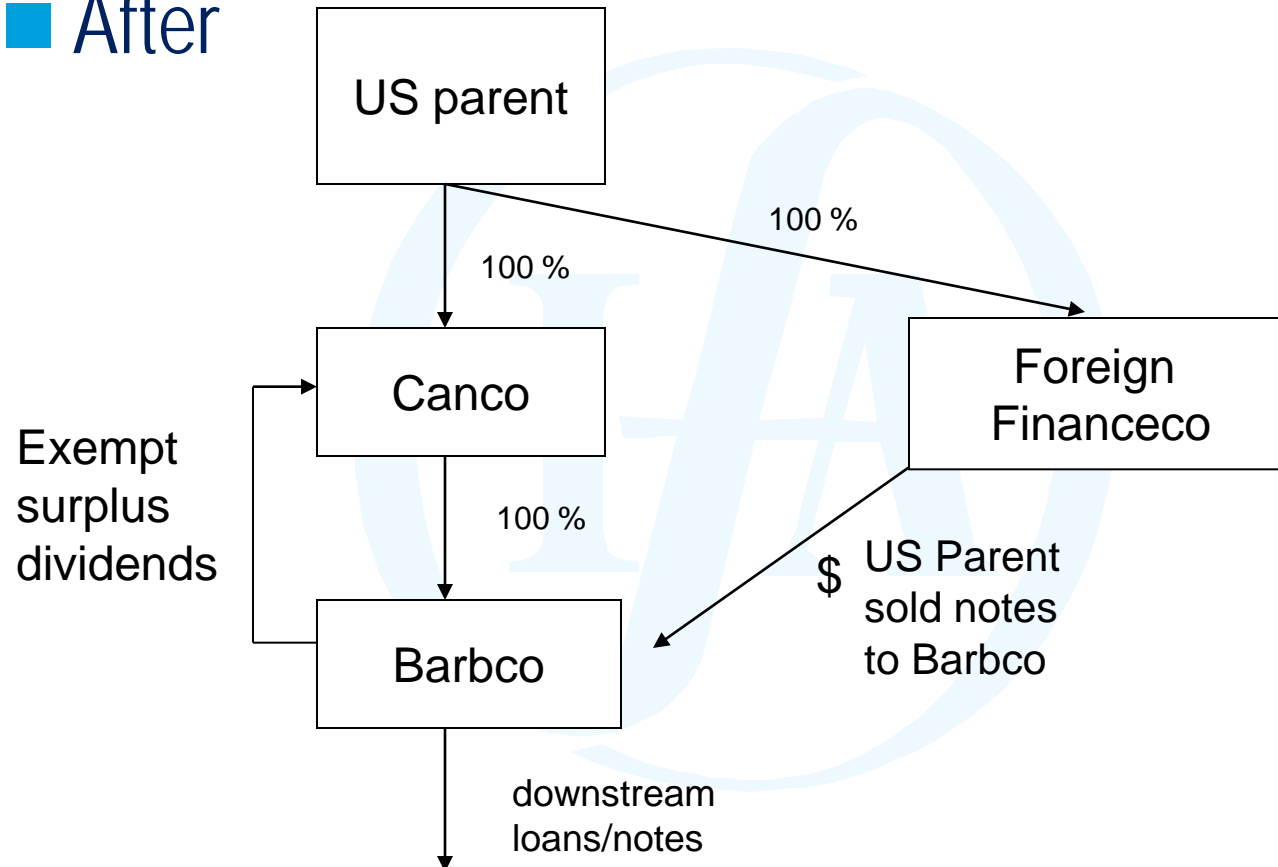 After
US parent
100 %
100 %
Canco
Foreign
Financeco
Exempt
surplus
dividends
100 %
$
US Parent
sold notes
to Barbco
Barbco
downstream
loans/notes
IFA